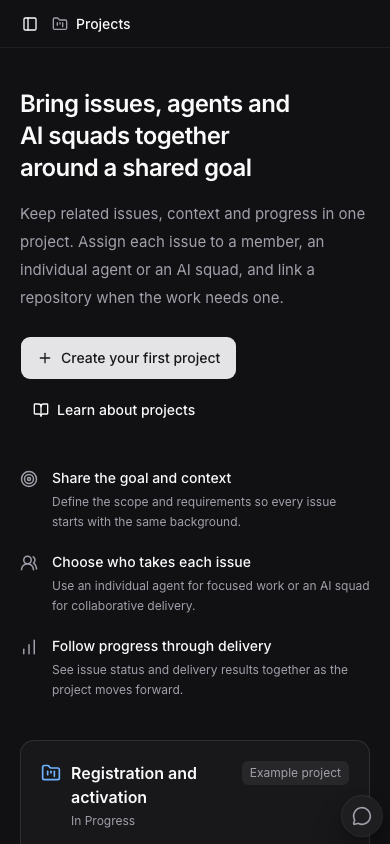 Projects
Bring issues, agents and
AI squads together
around a shared goal
Keep related issues, context and progress in one
project. Assign each issue to a member, an
individual agent or an AI squad, and link a
repository when the work needs one.
Create your first project
Learn about projects
Share the goal and context
Define the scope and requirements so every issue
starts with the same background.
Choose who takes each issue
Use an individual agent for focused work or an AI squad
for collaborative delivery.
Follow progress through delivery
See issue status and delivery results together as the
project moves forward.
Registration and
activation
Example project
In Progress